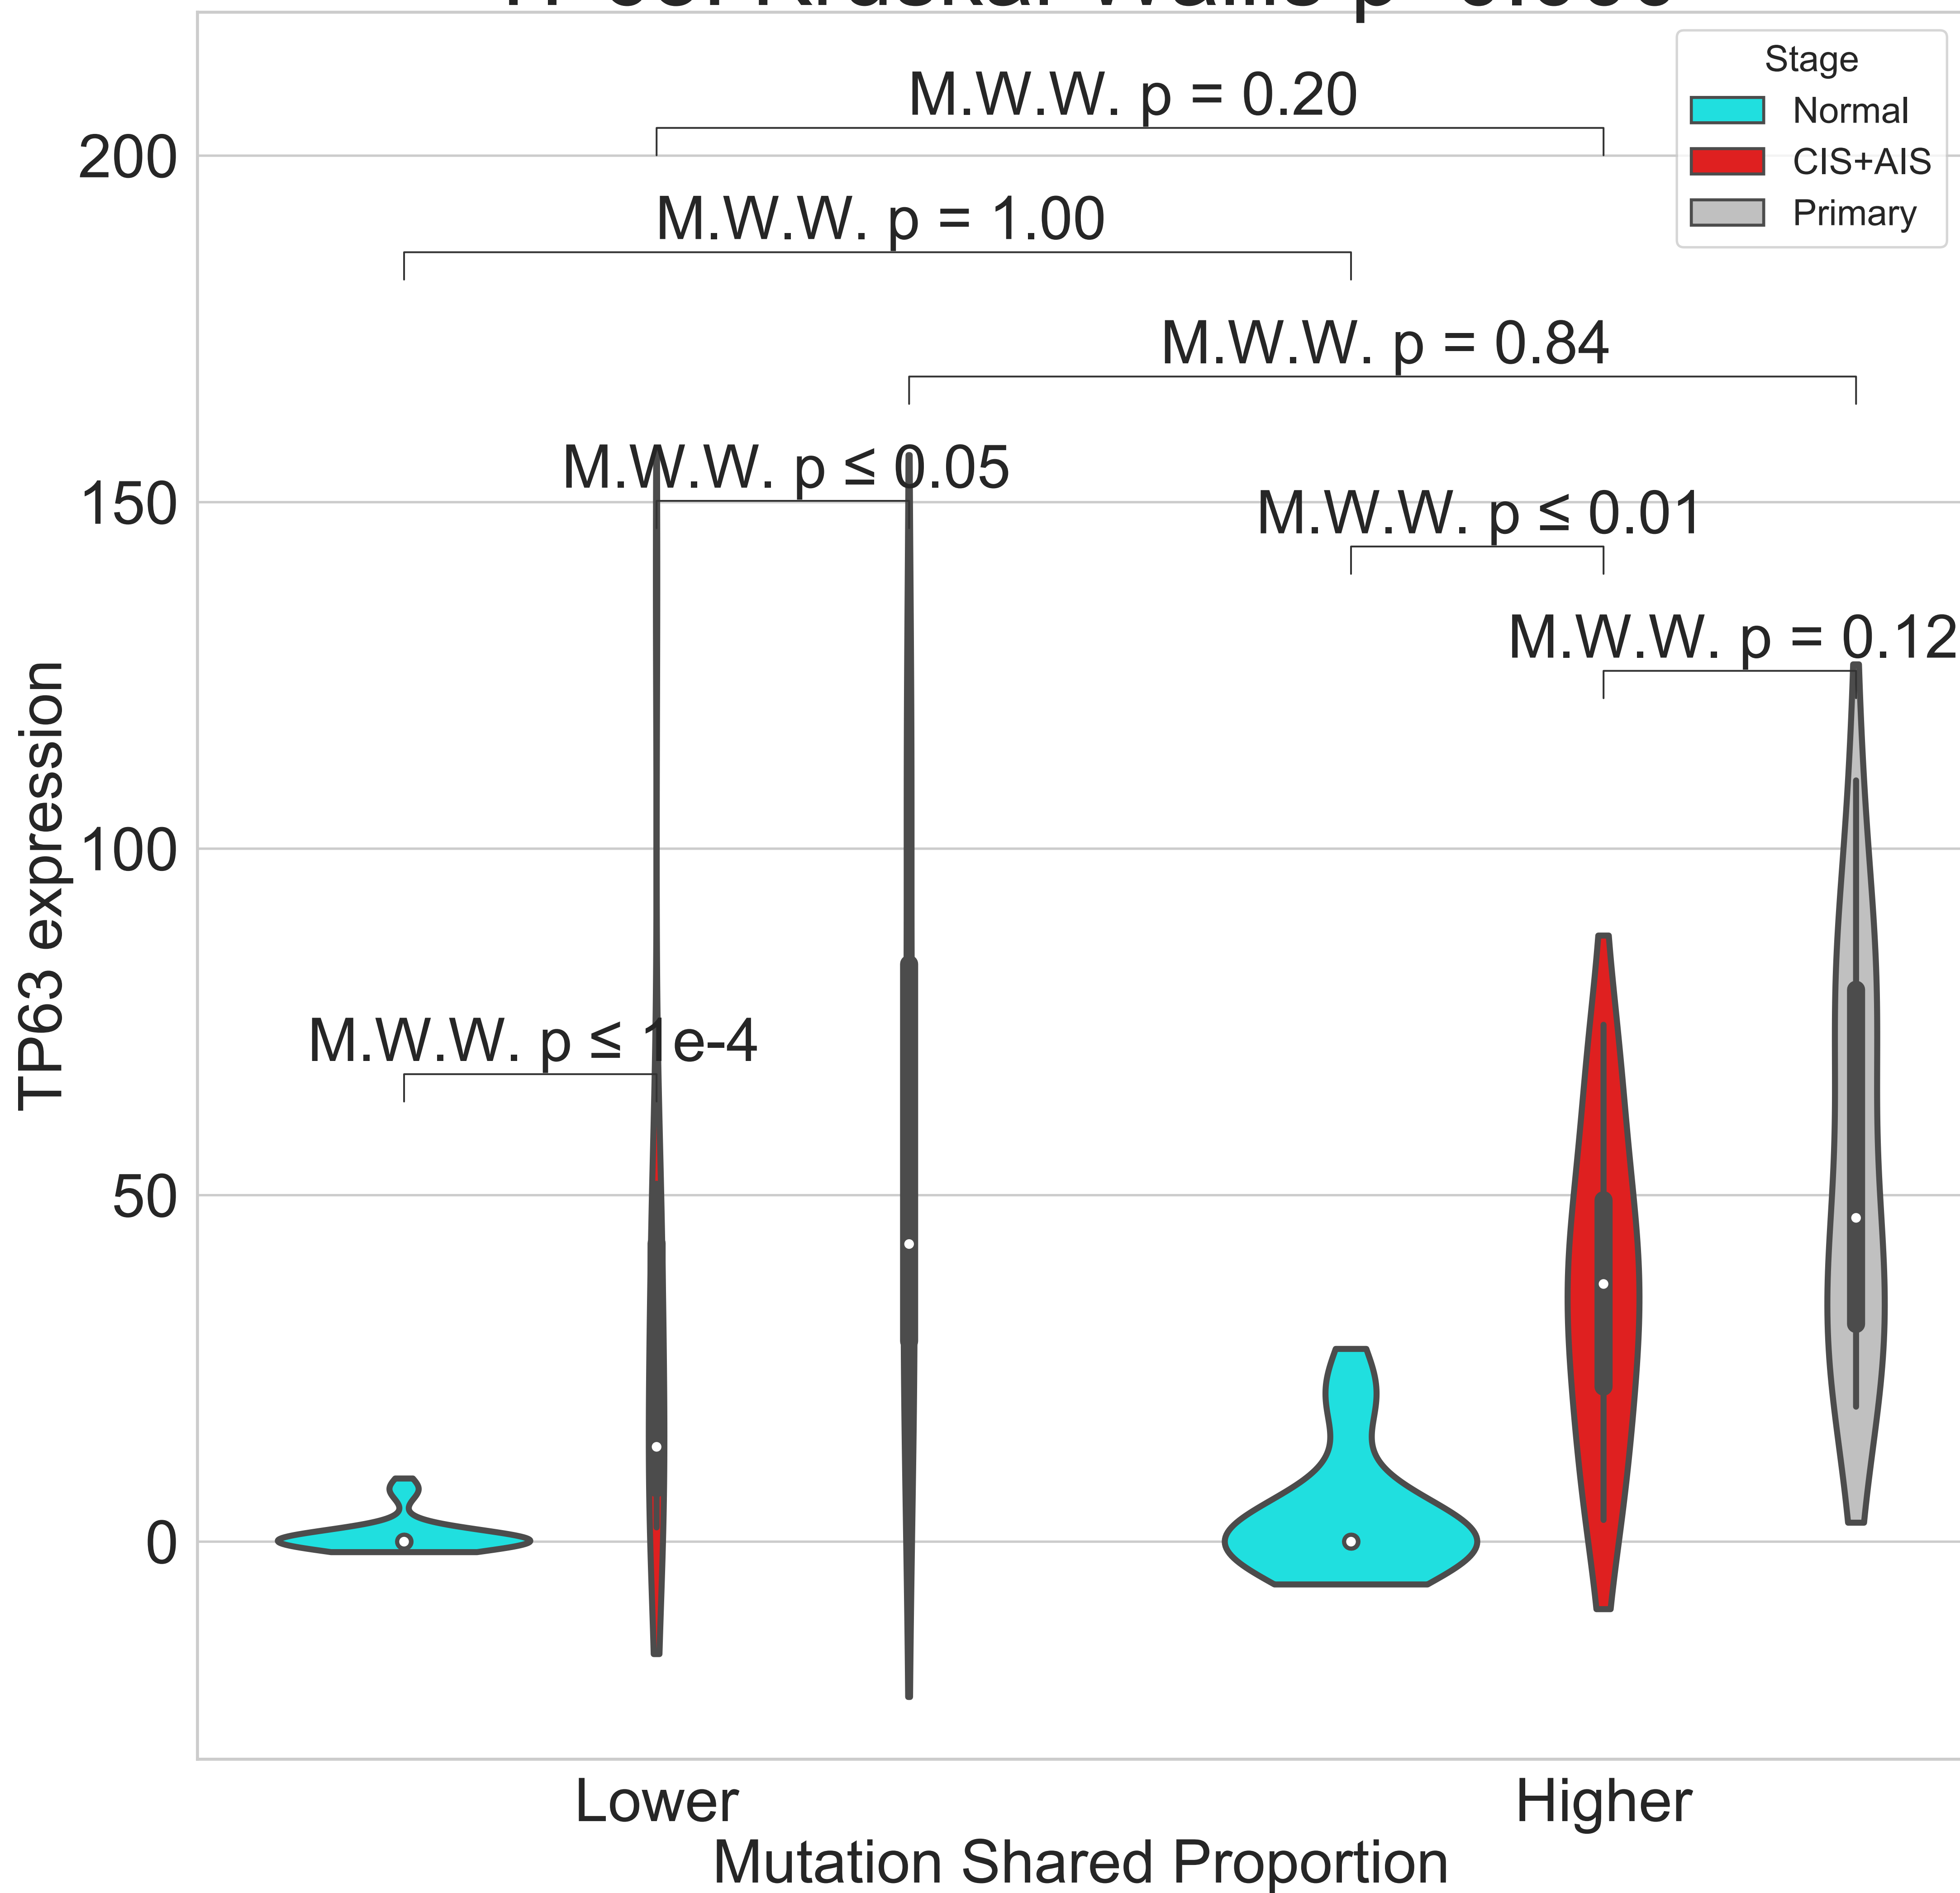 Stage
Normal
CIS+AIS
Primary
M.W.W. p = 0.20
M.W.W. p = 1.00
M.W.W. p = 0.84
M.W.W. p ≤ 0.05
M.W.W. p ≤ 0.01
M.W.W. p = 0.12
M.W.W. p ≤ 1e-4
200
150
100
50
0
TP63 expression
Lower
Higher
Mutation Shared Proportion